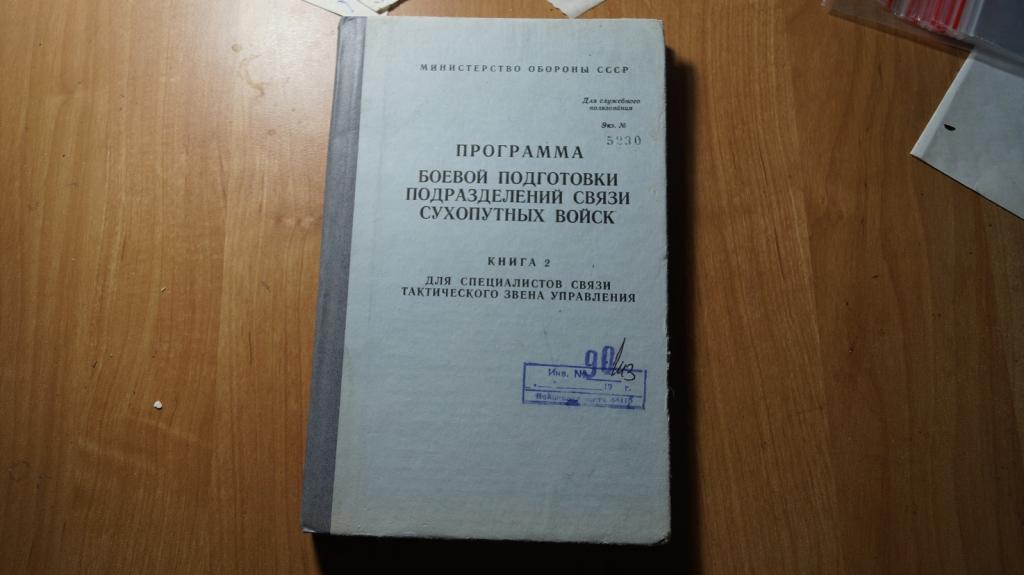 МИНИСТЕРСТВО ОБОРОНЫ СССР
Для служебного
пользования
Экз. №
5230
ПРОГРАММА
БОЕВОЙ ПОДГОТОВКИ
ПОДРАЗДЕЛЕНИЙ СВЯЗИ
СУХОПУТНЫХ ВОЙСК
КНИГА 2
ДЛЯ СПЕЦИАЛИСТОВ СВЯЗИ
ТАКТИЧЕСКОГО ЗВЕНА УПРАВЛЕНИЯ
Инв. № 90
19 г.